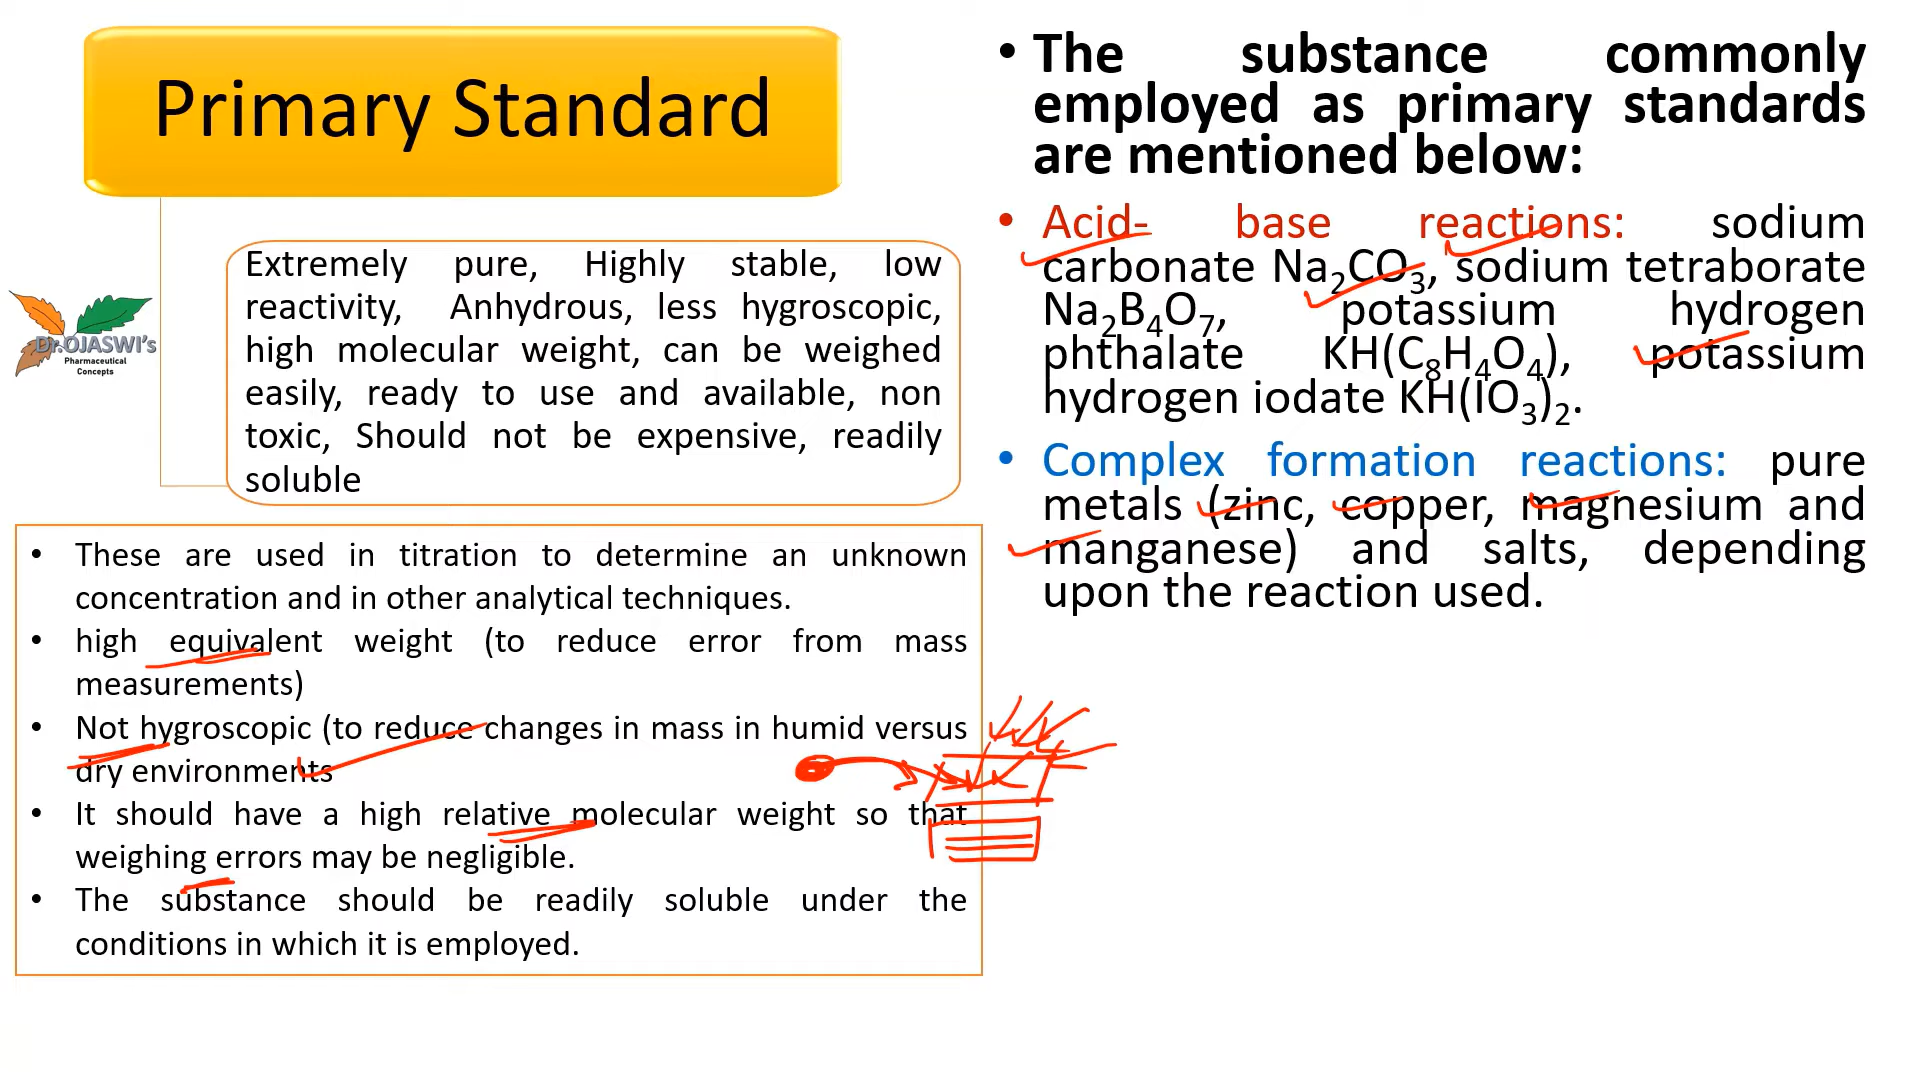 Primary Standard
Extremely pure, Highly stable, low
reactivity, Anhydrous, less hygroscopic,
high molecular weight, can be weighed
easily, ready to use and available, non
toxic, Should not be expensive, readily
soluble
Dr.OJASWI's
Pharmaceutical
Concepts
• These are used in titration to determine an unknown
concentration and in other analytical techniques.
• high equivalent weight (to reduce error from mass
measurements)
• Not hygroscopic (to reduce changes in mass in humid versus
dry environments
• It should have a high relative molecular weight so that
weighing errors may be negligible.
• The substance should be readily soluble under the
conditions in which it is employed.
• The substance commonly
employed as primary standards
are mentioned below:
• Acid- base reactions: sodium
carbonate Na₂CO₃, sodium tetraborate
Na₂B₄O₇, potassium hydrogen
phthalate KH(C₈H₄O₄), potassium
hydrogen iodate KH(IO₃)₂.
• Complex formation reactions: pure
metals (zinc, copper, magnesium and
manganese) and salts, depending
upon the reaction used.